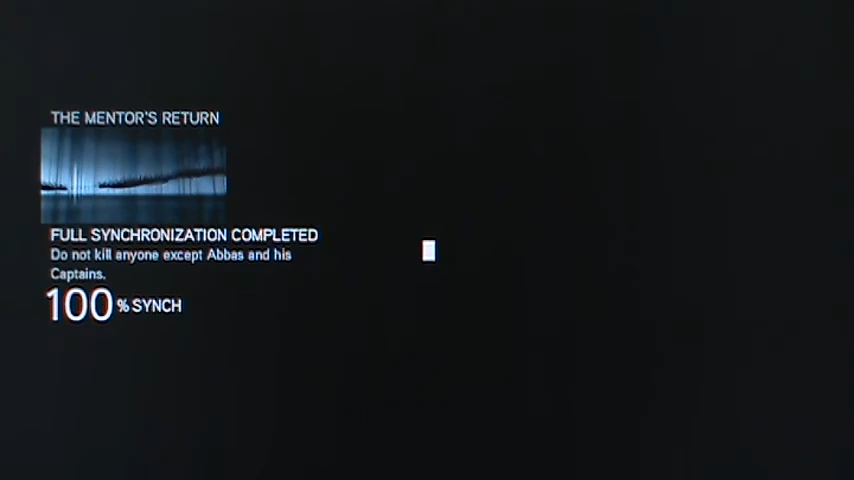 THE MENTOR'S RETURN
FULL SYNCHRONIZATION COMPLETED
Do not kill anyone except Abbas and his
Captains.
100 % SYNCH